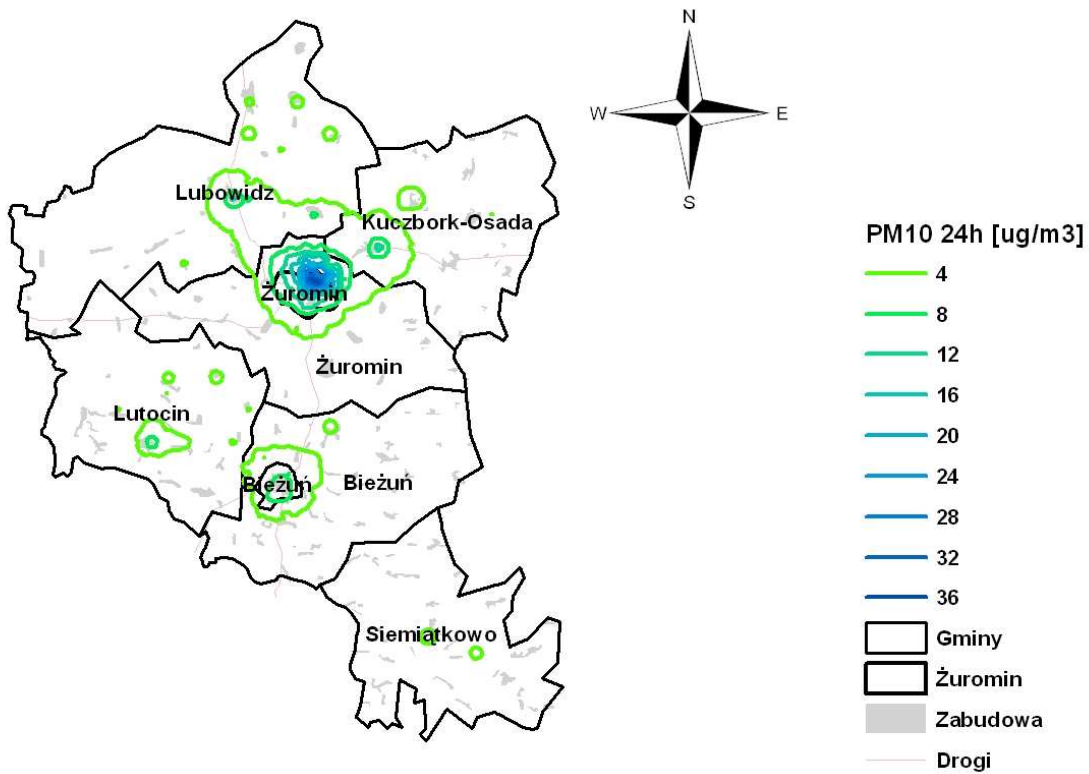 N
W
E
S
Lubowidz
Kuczbork-Osada
Żuromin
Żuromin
Lutocin
Bieżuń
Bieżuń
Siemiątkowo
PM10 24h [ug/m3]
4
8
12
16
20
24
28
32
36
Gminy
Żuromin
Zabudowa
Drogi